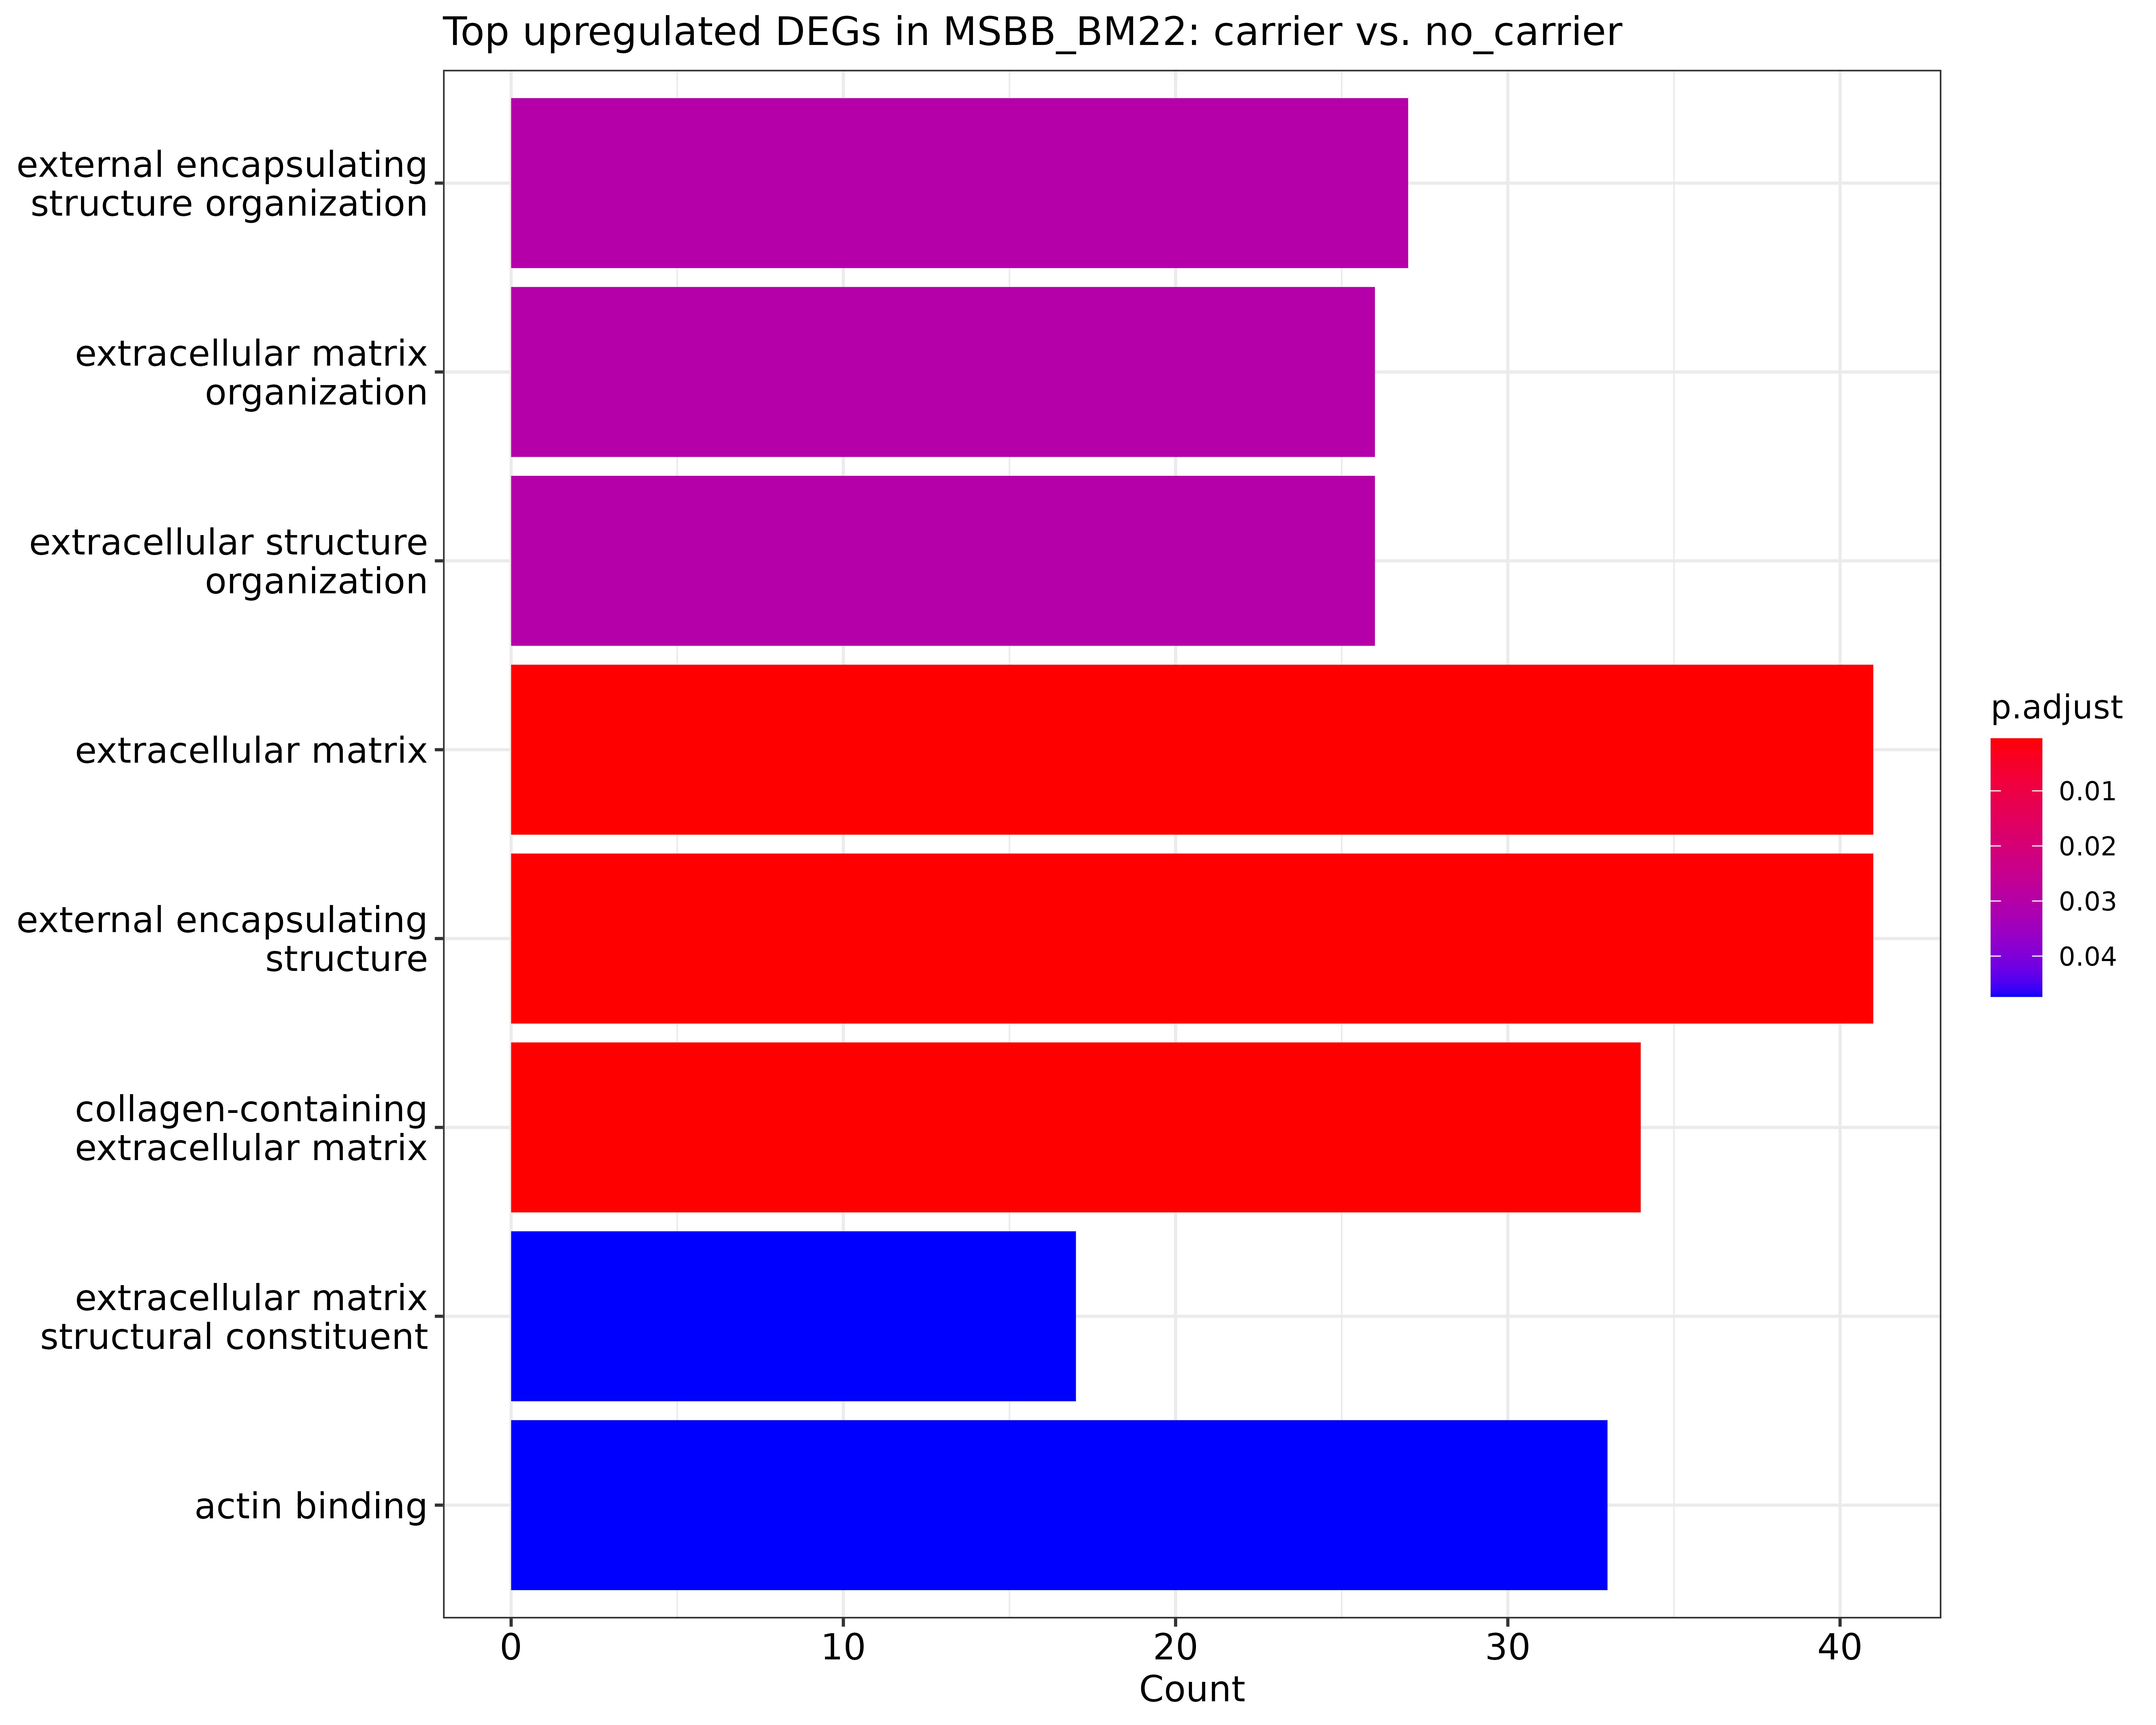 Top upregulated DEGs in MSBB_BM22: carrier vs. no_carrier
external encapsulating
structure organization
extracellular matrix
organization
extracellular structure
organization
extracellular matrix
external encapsulating
structure
collagen-containing
extracellular matrix
extracellular matrix
structural constituent
actin binding
0 10 20 30 40
Count
p.adjust
0.01
0.02
0.03
0.04